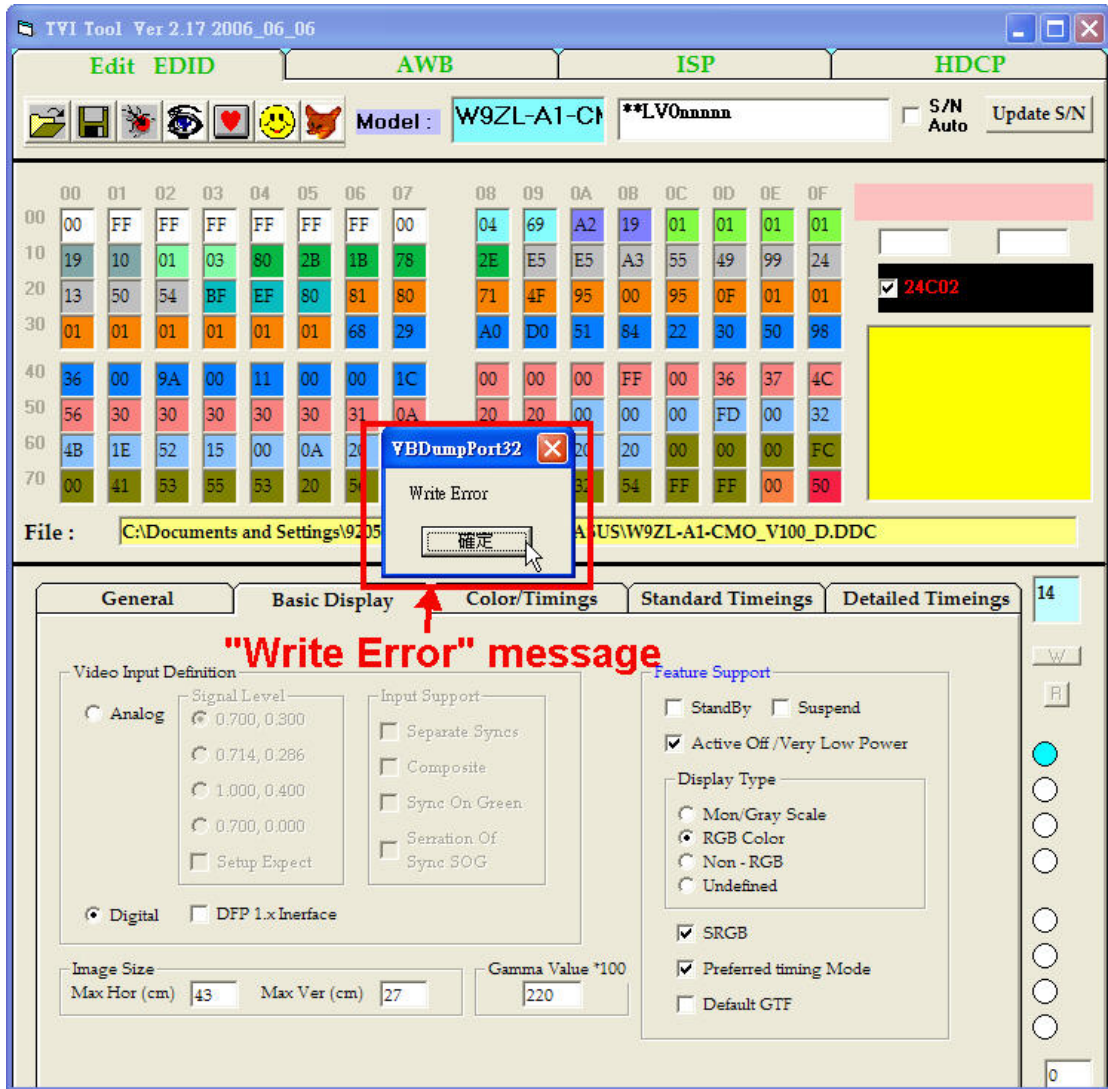 TVI Tool Ver 2.17 2006_06_06
Edit EDID AWB ISP HDCP
Model : W9ZL-A1- **LV0nnnnn S/N Auto Update S/N
00 01 02 03 04 05 06 07 08 09 0A 0B 0C 0D 0E 0F
00 00 FF FF FF FF FF FF 00 04 69 A2 19 01 01 01 01
10 19 10 01 03 80 2B 1B 78 2E E5 E5 A3 55 49 99 24
20 13 50 54 BF EF 80 81 80 71 4F 95 00 95 0F 01 01
24C02
30 01 01 01 01 01 01 68 29 A0 D0 51 84 22 30 50 98
40 36 00 9A 00 11 00 00 1C 00 00 00 FF 00 36 37 4C
50 56 30 30 30 30 30 31 0A 20 20 00 00 00 FD 00 32
60 4B 1E 52 15 00 0A 20 20 00 00 00 FC
70 00 41 53 55 53 20 54 FF FF 00 50
VBDumpPort32
Write Error
確定
File : C:\Documents and Settings\9205 ASUS\W9ZL-A1-CMO_V100_D.DDC
General Basic Display Color/Timings Standard Timeings Detailed Timeings
14
"Write Error" message
W
R
Video Input Definition
Analog
Signal Level
0.700, 0.300
0.714, 0.286
1.000, 0.400
0.700, 0.000
Setup Expect
Input Support
Separate Syncs
Composite
Sync On Green
Serration Of
Sync SOG
Digital DFP 1.x Inerface
Feature Support
StandBy Suspend
Active Off /Very Low Power
Display Type
Mon/Gray Scale
RGB Color
Non - RGB
Undefined
SRGB
Preferred timing Mode
Default GTF
Image Size
Max Hor (cm) 43 Max Ver (cm) 27
Gamma Value *100
220
0